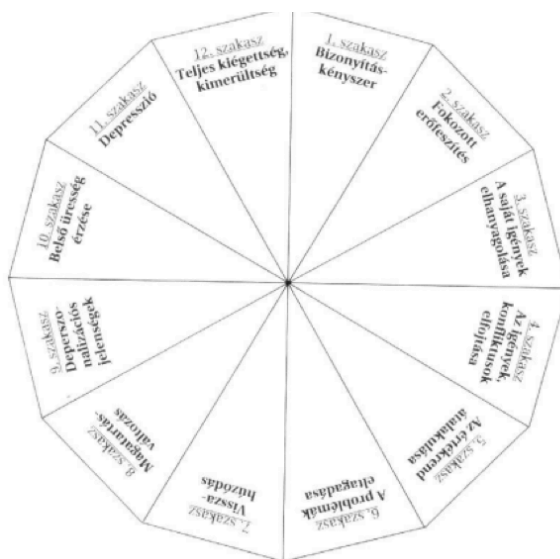 1. szakasz
Bizonyítás-
kényszer
2. szakasz
Fokozott
erőfeszítés
3. szakasz
A saját igények
elhanyagolása
4. szakasz
Az igények,
konfliktusok
elfojtása
5. szakasz
Az értékrend
átalakulása
6. szakasz
A problémák
eltagadása
7. szakasz
Vissza-
húzódás
8. szakasz
Magatartás-
változás
9. szakasz
Deperszo-
nalizációs
jelenségek
10. szakasz
Belső üresség
érzése
11. szakasz
Depresszió
12. szakasz
Teljes kiégettség,
kimerültség